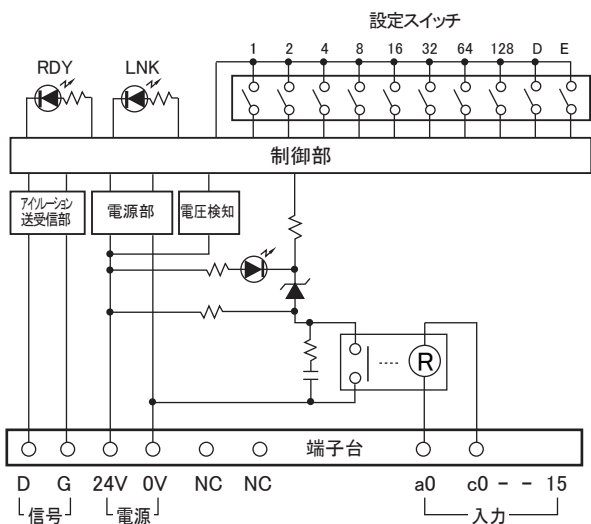 設定スイッチ
1 2 4 8 16 32 64 128 D E
RDY LNK
制御部
アイソレーション
送受信部
電源部
電圧検知
R
端子台
D G 24V 0V NC NC a0 c0 - - 15
信号 電源 入力